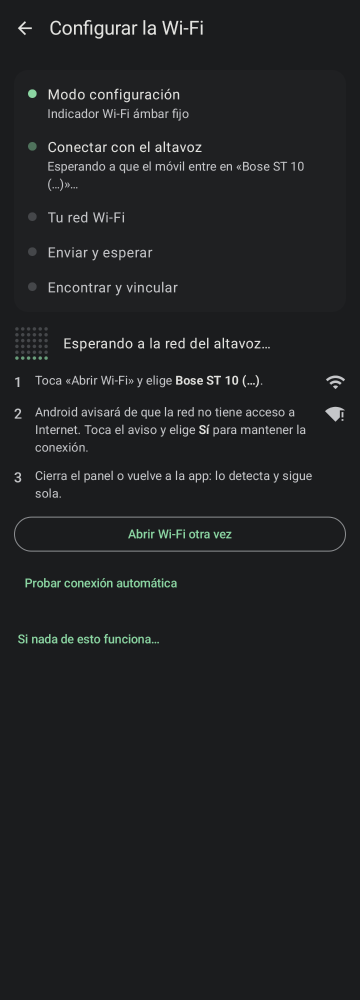 Configurar la Wi-Fi
Modo configuración
Indicador Wi-Fi ámbar fijo
Conectar con el altavoz
Esperando a que el móvil entre en «Bose ST 10
(...)»…
Tu red Wi-Fi
Enviar y esperar
Encontrar y vincular
Esperando a la red del altavoz…
1 Toca «Abrir Wi-Fi» y elige Bose ST 10 (...).
2 Android avisará de que la red no tiene acceso a
Internet. Toca el aviso y elige Sí para mantener la
conexión.
3 Cierra el panel o vuelve a la app: lo detecta y sigue
sola.
Abrir Wi-Fi otra vez
Probar conexión automática
Si nada de esto funciona…